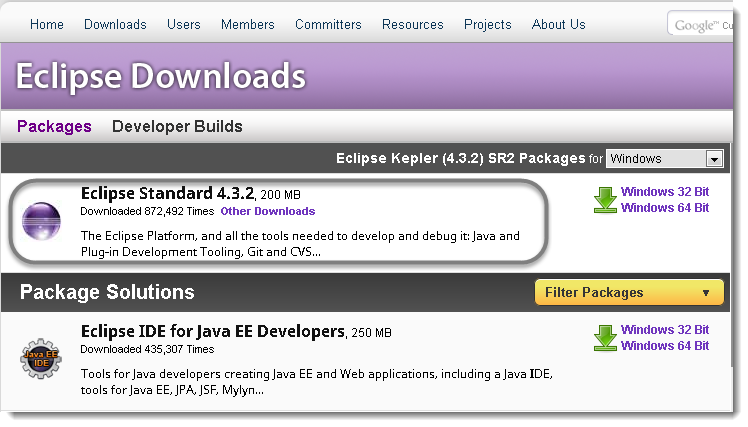 Home Downloads Users Members Committers Resources Projects About Us Google™ Cu
Eclipse Downloads
Packages Developer Builds
Eclipse Kepler (4.3.2) SR2 Packages for Windows
Eclipse Standard 4.3.2, 200 MB
Downloaded 872,492 Times Other Downloads
The Eclipse Platform, and all the tools needed to develop and debug it: Java and
Plug-in Development Tooling, Git and CVS...
Windows 32 Bit
Windows 64 Bit
Package Solutions Filter Packages
Java EE
IDE
Eclipse IDE for Java EE Developers, 250 MB
Downloaded 435,307 Times
Tools for Java developers creating Java EE and Web applications, including a Java IDE,
tools for Java EE, JPA, JSF, Mylyn...
Windows 32 Bit
Windows 64 Bit